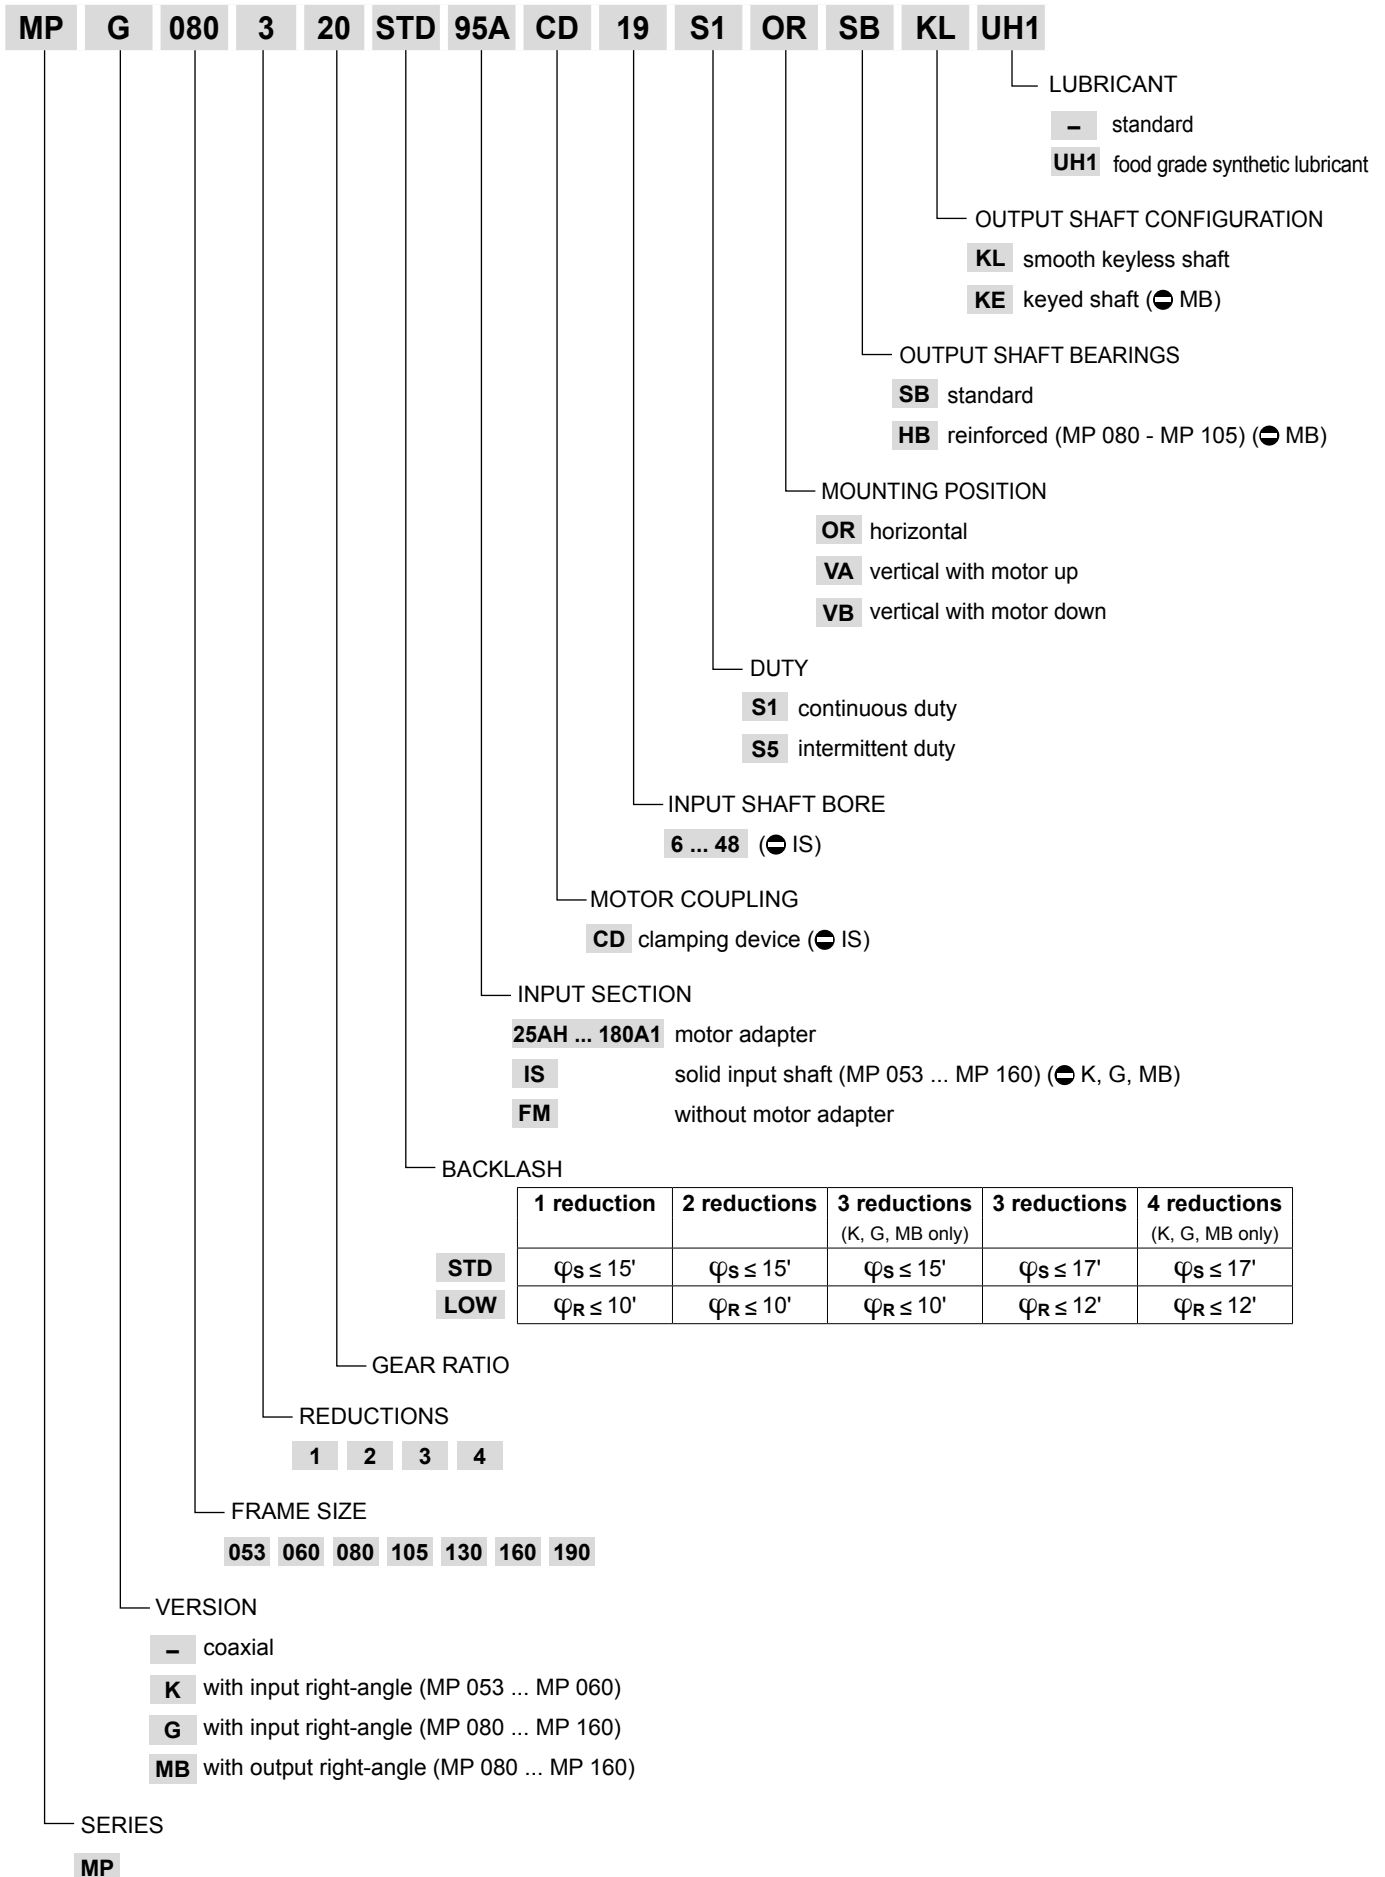 MP G 080 3 20 STD 95A CD 19 S1 OR SB KL UH1
LUBRICANT
– standard
UH1 food grade synthetic lubricant
OUTPUT SHAFT CONFIGURATION
KL smooth keyless shaft
KE keyed shaft (⛔ MB)
OUTPUT SHAFT BEARINGS
SB standard
HB reinforced (MP 080 - MP 105) (⛔ MB)
MOUNTING POSITION
OR horizontal
VA vertical with motor up
VB vertical with motor down
DUTY
S1 continuous duty
S5 intermittent duty
INPUT SHAFT BORE
6 ... 48 (⛔ IS)
MOTOR COUPLING
CD clamping device (⛔ IS)
INPUT SECTION
25AH ... 180A1 motor adapter
IS solid input shaft (MP 053 ... MP 160) (⛔ K, G, MB)
FM without motor adapter
BACKLASH
1 reduction 2 reductions 3 reductions 3 reductions 4 reductions
(K, G, MB only) (K, G, MB only)
STD φS ≤ 15' φS ≤ 15' φS ≤ 15' φS ≤ 17' φS ≤ 17'
LOW φR ≤ 10' φR ≤ 10' φR ≤ 10' φR ≤ 12' φR ≤ 12'
GEAR RATIO
REDUCTIONS
1 2 3 4
FRAME SIZE
053 060 080 105 130 160 190
VERSION
– coaxial
K with input right-angle (MP 053 ... MP 060)
G with input right-angle (MP 080 ... MP 160)
MB with output right-angle (MP 080 ... MP 160)
SERIES
MP